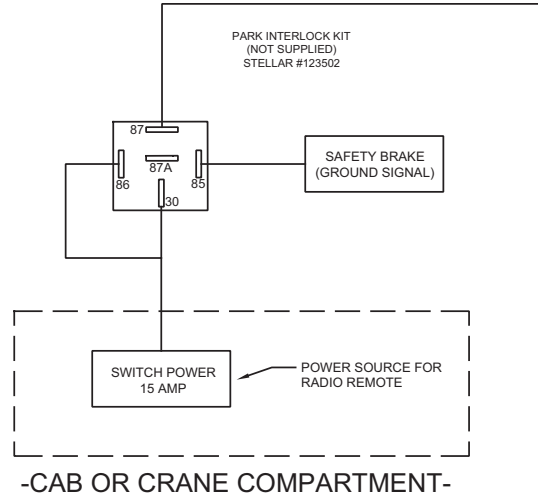 PARK INTERLOCK KIT
(NOT SUPPLIED)
STELLAR #123502
87
87A
86
85
30
SAFETY BRAKE
(GROUND SIGNAL)
SWITCH POWER
15 AMP
POWER SOURCE FOR
RADIO REMOTE
-CAB OR CRANE COMPARTMENT-